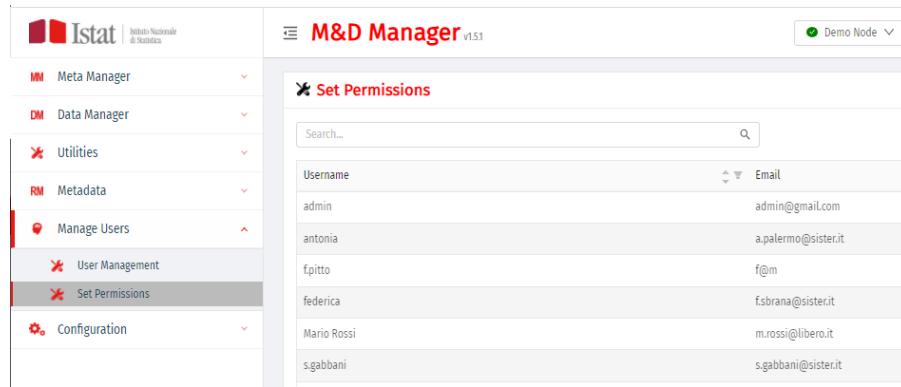 Istat
Istituto Nazionale
di Statistica
M&D Manager v1.5.1
Demo Node
MM Meta Manager
DM Data Manager
Utilities
RM Metadata
Manage Users
User Management
Set Permissions
Configuration
Set Permissions
Search...
Username Email
admin admin@gmail.com
antonia a.palermo@sister.it
f.pitto f@m
federica f.sbrana@sister.it
Mario Rossi m.rossi@libero.it
s.gabbani s.gabbani@sister.it